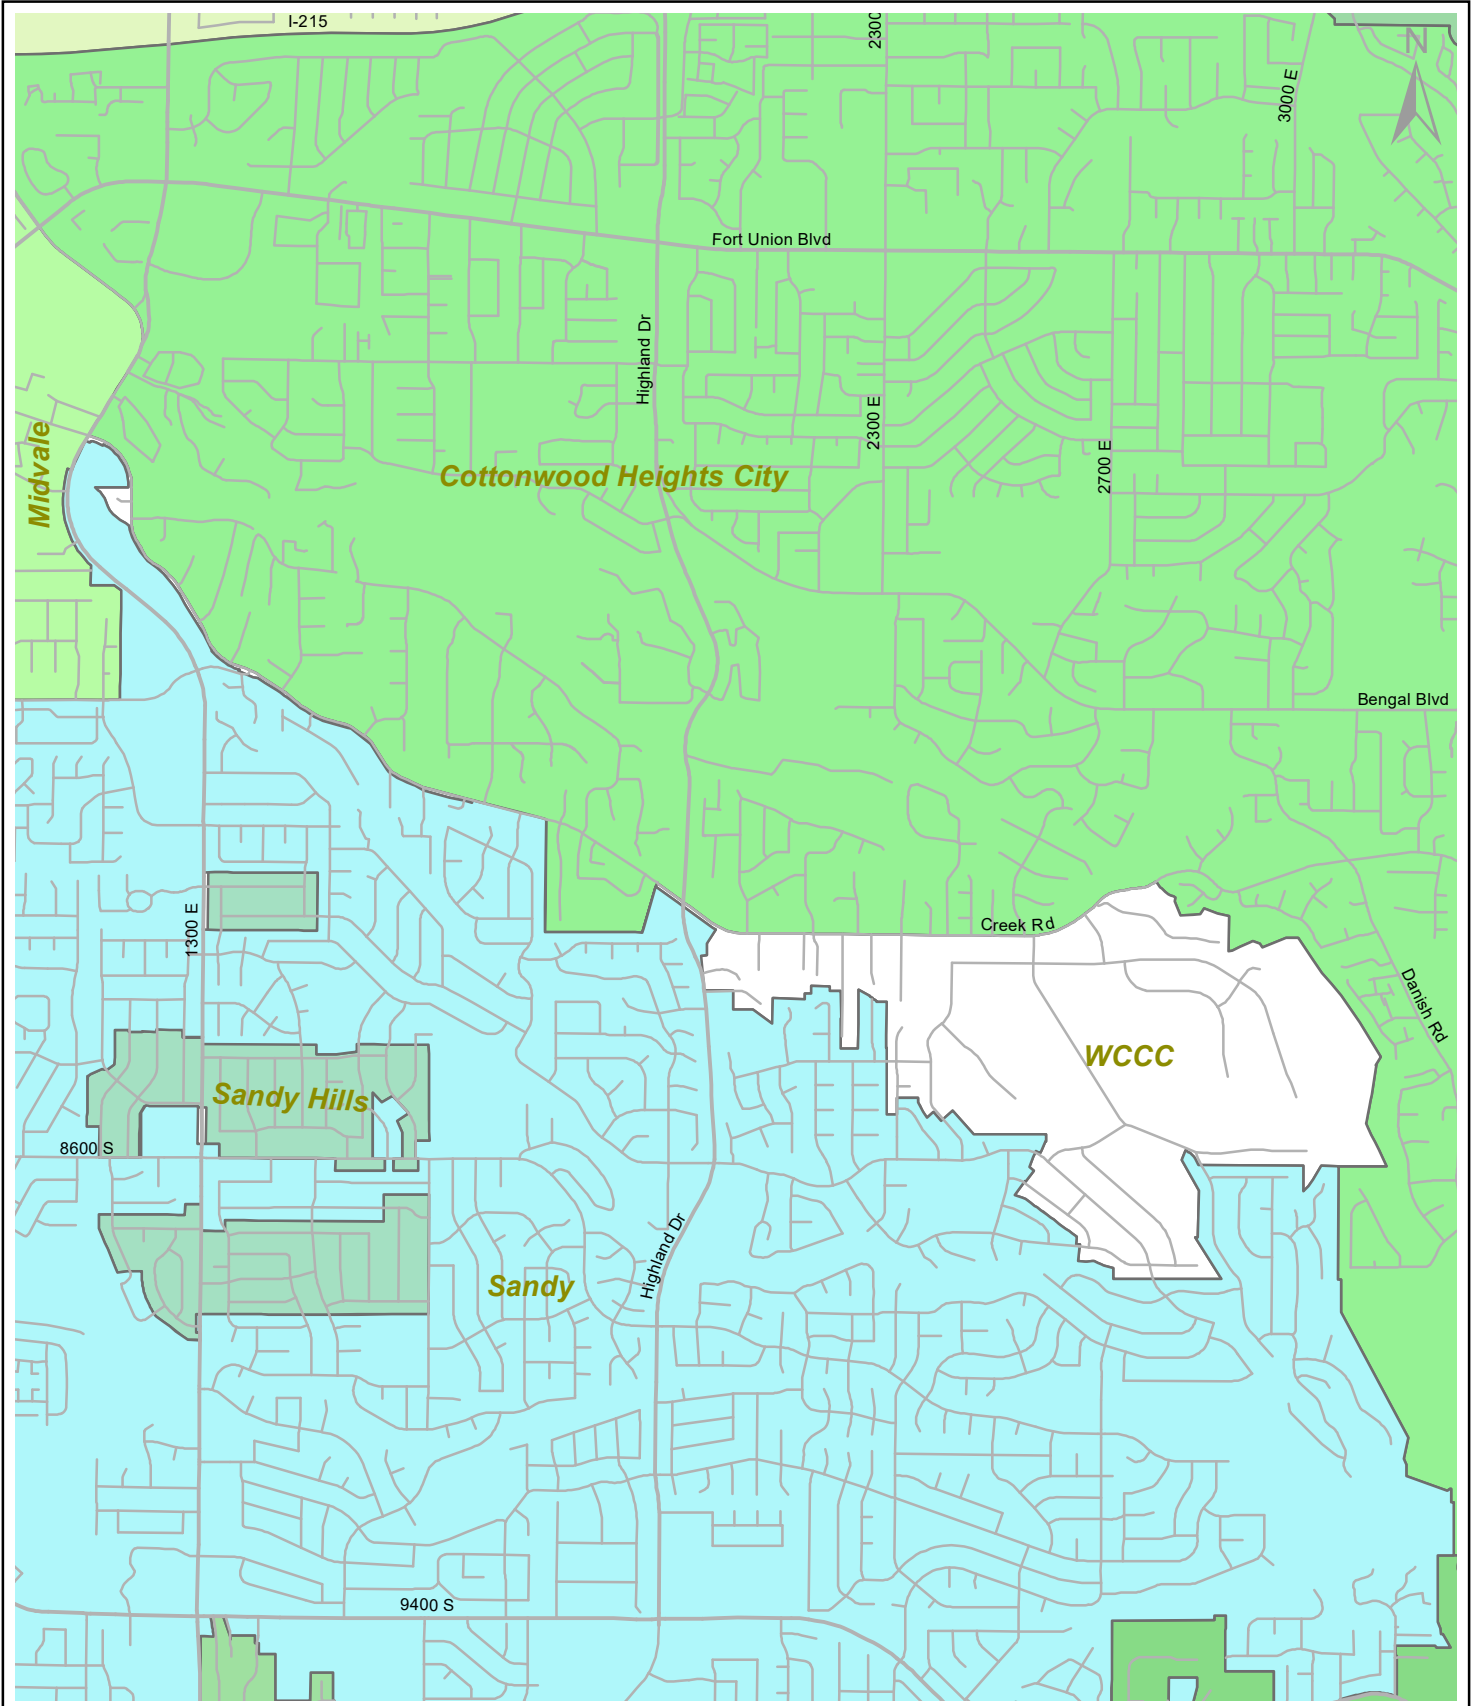 I-215
2300
N
3000 E
Fort Union Blvd
Highland Dr
2300 E
Midvale
2700 E
Cottonwood Heights City
Bengal Blvd
1300 E
Creek Rd
Danish Rd
WCCC
Sandy Hills
8600 S
Highland Dr
Sandy
9400 S